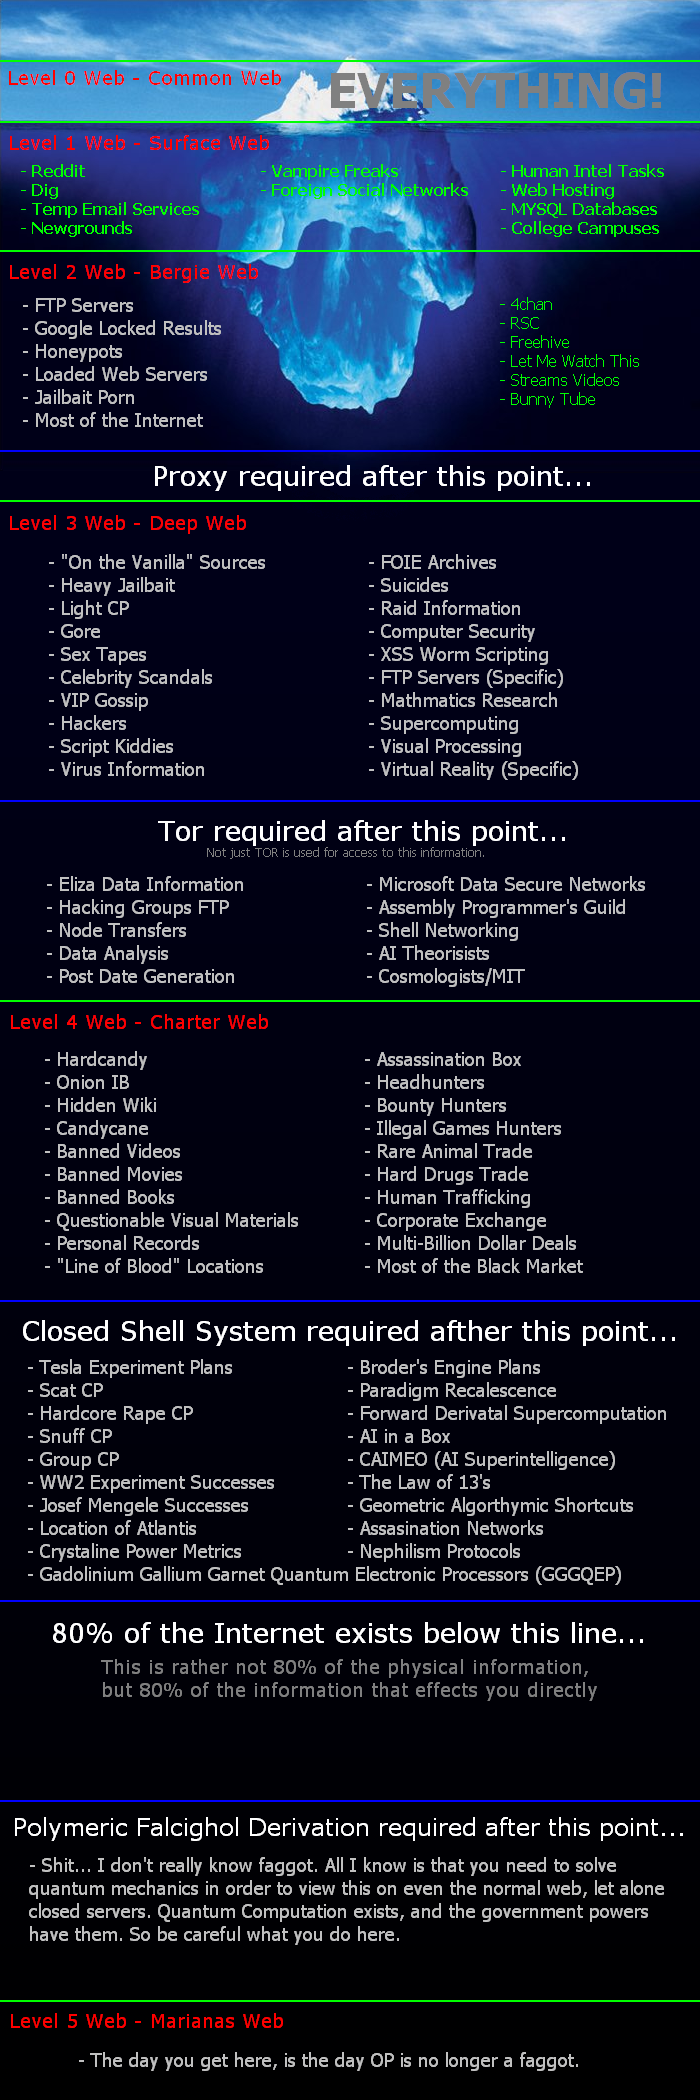 Level 0 Web - Common Web
EVERYTHING!
Level 1 Web - Surface Web
- Reddit
- Dig
- Temp Email Services
- Newgrounds
- Vampire Freaks
- Foreign Social Networks
- Human Intel Tasks
- Web Hosting
- MYSQL Databases
- College Campuses
Level 2 Web - Bergie Web
- FTP Servers
- Google Locked Results
- Honeypots
- Loaded Web Servers
- Jailbait Porn
- Most of the Internet
- 4chan
- RSC
- Freehive
- Let Me Watch This
- Streams Videos
- Bunny Tube
Proxy required after this point...
Level 3 Web - Deep Web
- "On the Vanilla" Sources
- Heavy Jailbait
- Light CP
- Gore
- Sex Tapes
- Celebrity Scandals
- VIP Gossip
- Hackers
- Script Kiddies
- Virus Information
- FOIE Archives
- Suicides
- Raid Information
- Computer Security
- XSS Worm Scripting
- FTP Servers (Specific)
- Mathmatics Research
- Supercomputing
- Visual Processing
- Virtual Reality (Specific)
Tor required after this point...
Not just TOR is used for access to this information.
- Eliza Data Information
- Hacking Groups FTP
- Node Transfers
- Data Analysis
- Post Date Generation
- Microsoft Data Secure Networks
- Assembly Programmer's Guild
- Shell Networking
- AI Theorisists
- Cosmologists/MIT
Level 4 Web - Charter Web
- Hardcandy
- Onion IB
- Hidden Wiki
- Candycane
- Banned Videos
- Banned Movies
- Banned Books
- Questionable Visual Materials
- Personal Records
- "Line of Blood" Locations
- Assassination Box
- Headhunters
- Bounty Hunters
- Illegal Games Hunters
- Rare Animal Trade
- Hard Drugs Trade
- Human Trafficking
- Corporate Exchange
- Multi-Billion Dollar Deals
- Most of the Black Market
Closed Shell System required afther this point...
- Tesla Experiment Plans
- Scat CP
- Hardcore Rape CP
- Snuff CP
- Group CP
- WW2 Experiment Successes
- Josef Mengele Successes
- Location of Atlantis
- Crystaline Power Metrics
- Broder's Engine Plans
- Paradigm Recalescence
- Forward Derivatal Supercomputation
- AI in a Box
- CAIMEO (AI Superintelligence)
- The Law of 13's
- Geometric Algorthymic Shortcuts
- Assasination Networks
- Nephilism Protocols
- Gadolinium Gallium Garnet Quantum Electronic Processors (GGGQEP)
80% of the Internet exists below this line...
This is rather not 80% of the physical information,
but 80% of the information that effects you directly
Polymeric Falcighol Derivation required after this point...
- Shit... I don't really know faggot. All I know is that you need to solve
quantum mechanics in order to view this on even the normal web, let alone
closed servers. Quantum Computation exists, and the government powers
have them. So be careful what you do here.
Level 5 Web - Marianas Web
- The day you get here, is the day OP is no longer a faggot.